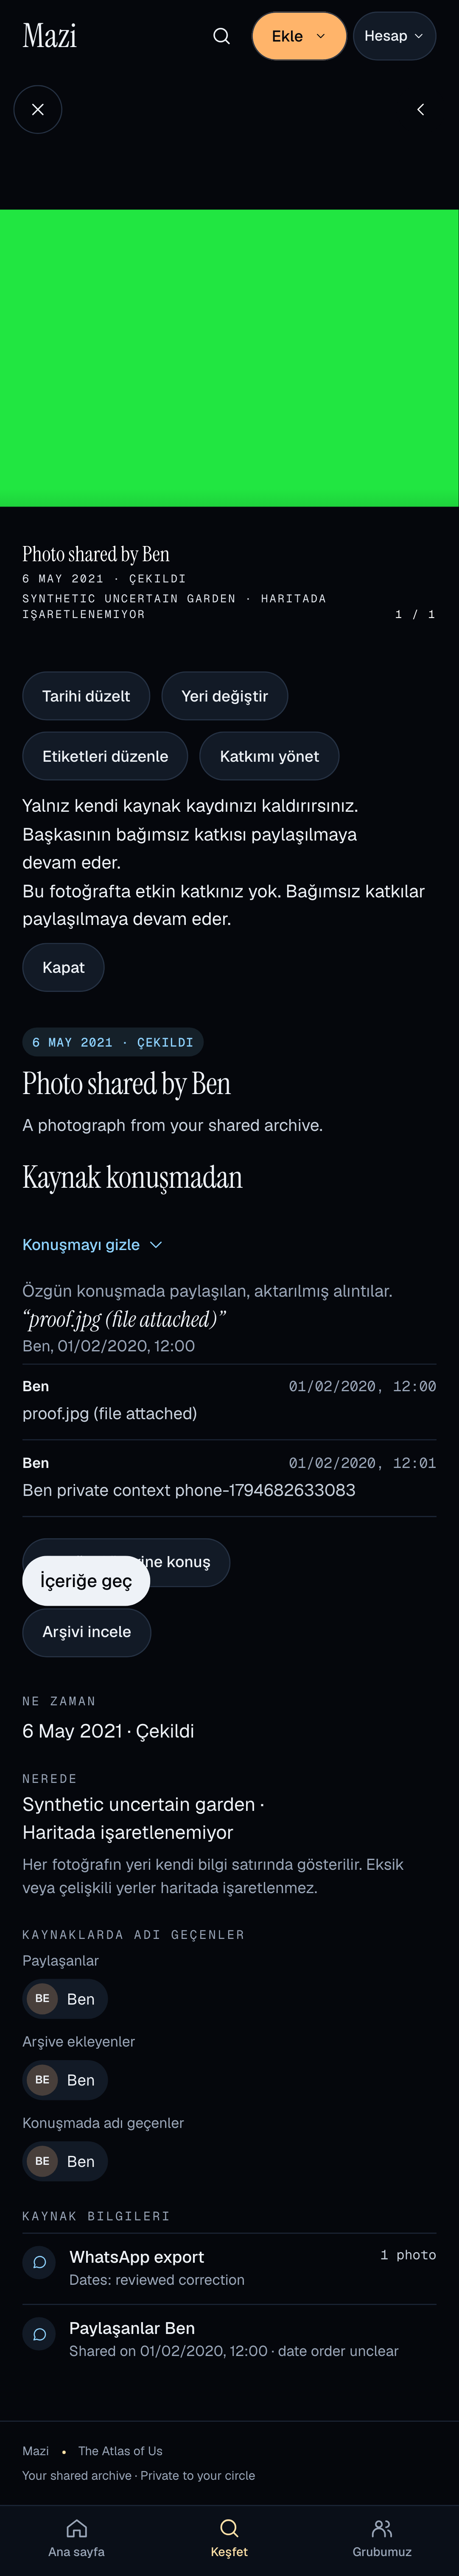 Mazi
Ekle
Hesap
Photo shared by Ben
6 MAY 2021 · ÇEKILDI
SYNTHETIC UNCERTAIN GARDEN · HARITADA
IŞARETLENEMIYOR
1 / 1
Tarihi düzelt
Yeri değiştir
Etiketleri düzenle
Katkımı yönet
Yalnız kendi kaynak kaydınızı kaldırırsınız.
Başkasının bağımsız katkısı paylaşılmaya
devam eder.
Bu fotoğrafta etkin katkınız yok. Bağımsız katkılar
paylaşılmaya devam eder.
Kapat
6 MAY 2021 · ÇEKILDI
Photo shared by Ben
A photograph from your shared archive.
Kaynak konuşmadan
Konuşmayı gizle
Özgün konuşmada paylaşılan, aktarılmış alıntılar.
“proof.jpg (file attached)”
Ben, 01/02/2020, 12:00
Ben 01/02/2020, 12:00
proof.jpg (file attached)
Ben 01/02/2020, 12:01
Ben private context phone-1794682633083
konuş
İçeriğe geç
Arşivi incele
NE ZAMAN
6 May 2021 · Çekildi
NEREDE
Synthetic uncertain garden ·
Haritada işaretlenemiyor
Her fotoğrafın yeri kendi bilgi satırında gösterilir. Eksik
veya çelişkili yerler haritada işaretlenmez.
KAYNAKLARDA ADI GEÇENLER
Paylaşanlar
BE Ben
Arşive ekleyenler
BE Ben
Konuşmada adı geçenler
BE Ben
KAYNAK BILGILERI
WhatsApp export 1 photo
Dates: reviewed correction
Paylaşanlar Ben
Shared on 01/02/2020, 12:00 · date order unclear
Mazi • The Atlas of Us
Your shared archive · Private to your circle
Ana sayfa
Keşfet
Grubumuz